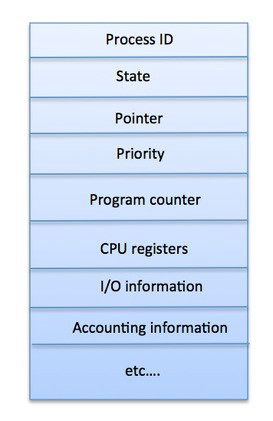 Process ID
State
Pointer
Priority
Program counter
CPU registers
I/O information
Accounting information
etc....